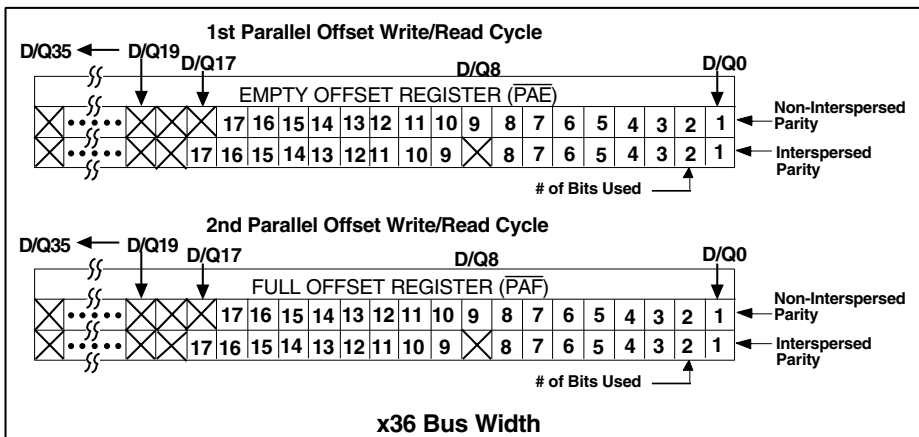 1st Parallel Offset Write/Read Cycle
D/Q35 D/Q19 D/Q17 D/Q8 D/Q0
EMPTY OFFSET REGISTER (PAE)
17 16 15 14 13 12 11 10 9 8 7 6 5 4 3 2 1 Non-Interspersed Parity
17 16 15 14 13 12 11 10 9 8 7 6 5 4 3 2 1 Interspersed Parity
# of Bits Used
2nd Parallel Offset Write/Read Cycle
D/Q35 D/Q19 D/Q17 D/Q8 D/Q0
FULL OFFSET REGISTER (PAF)
17 16 15 14 13 12 11 10 9 8 7 6 5 4 3 2 1 Non-Interspersed Parity
17 16 15 14 13 12 11 10 9 8 7 6 5 4 3 2 1 Interspersed Parity
# of Bits Used
x36 Bus Width